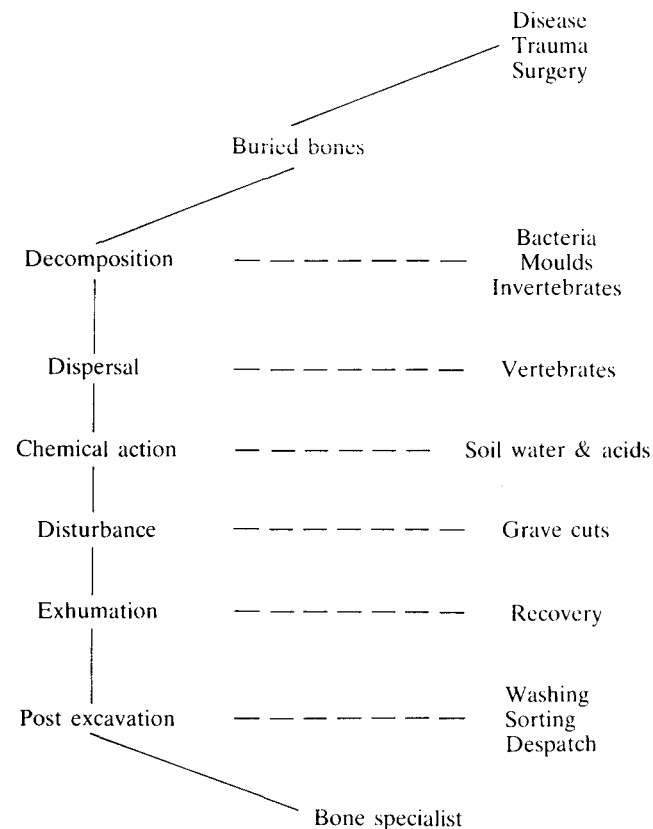 Disease
Trauma
Surgery
Buried bones
Decomposition
Bacteria
Moulds
Invertebrates
Dispersal
Vertebrates
Chemical action
Soil water & acids
Disturbance
Grave cuts
Exhumation
Recovery
Post excavation
Washing
Sorting
Despatch
Bone specialist